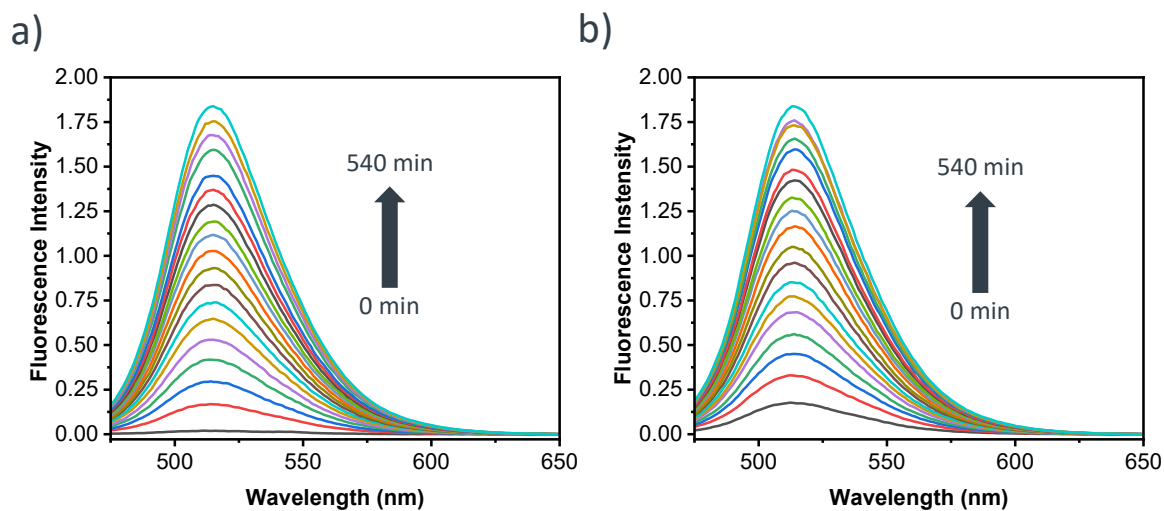 a)
2.00
1.75
1.50
1.25
1.00
0.75
0.50
0.25
0.00
Fluorescence Intensity
540 min
0 min
500
550
600
650
Wavelength (nm)
b)
2.00
1.75
1.50
1.25
1.00
0.75
0.50
0.25
0.00
Fluorescence Instensity
540 min
0 min
500
550
600
650
Wavelength (nm)